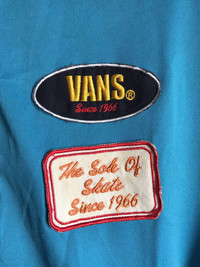 VANS®
Since 1966
The Sole Of
Skate
Since 1966